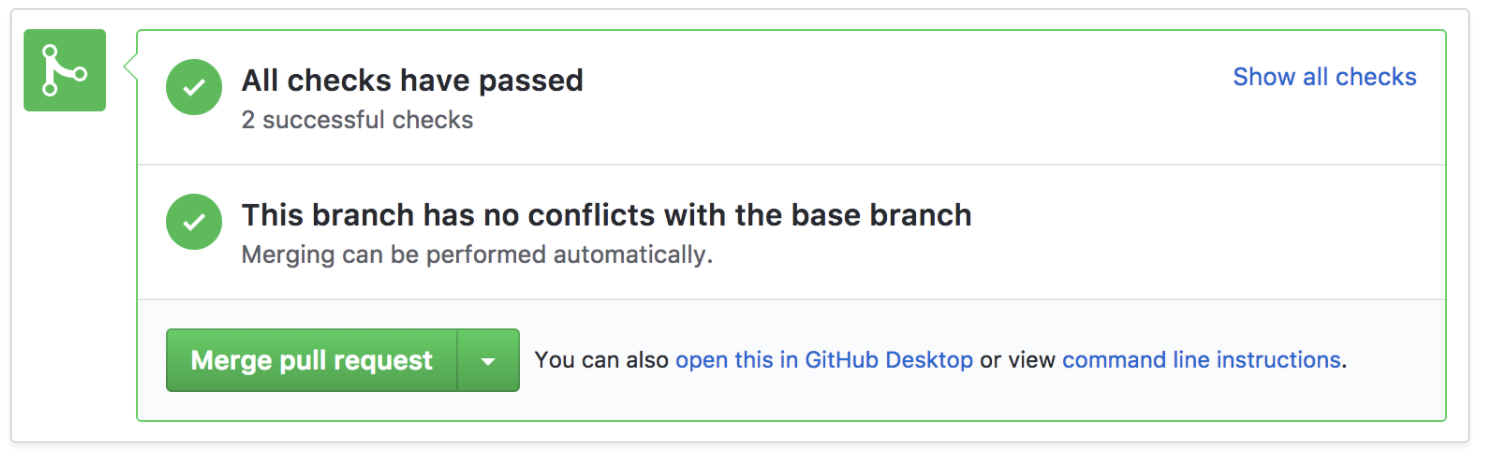 All checks have passed
Show all checks
2 successful checks
This branch has no conflicts with the base branch
Merging can be performed automatically.
Merge pull request
You can also open this in GitHub Desktop or view command line instructions.